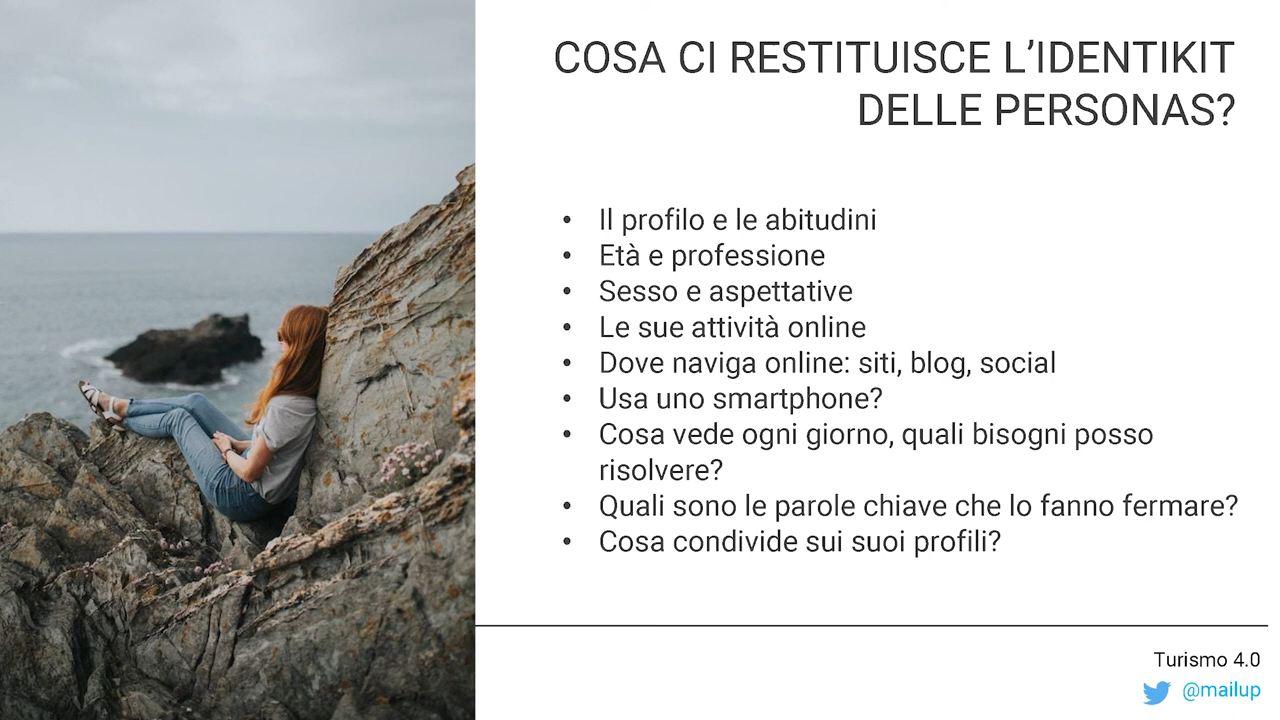 COSA CI RESTITUISCE L’IDENTIKIT
DELLE PERSONAS?
• Il profilo e le abitudini
• Età e professione
• Sesso e aspettative
• Le sue attività online
• Dove naviga online: siti, blog, social
• Usa uno smartphone?
• Cosa vede ogni giorno, quali bisogni posso
risolvere?
• Quali sono le parole chiave che lo fanno fermare?
• Cosa condivide sui suoi profili?
Turismo 4.0
@mailup